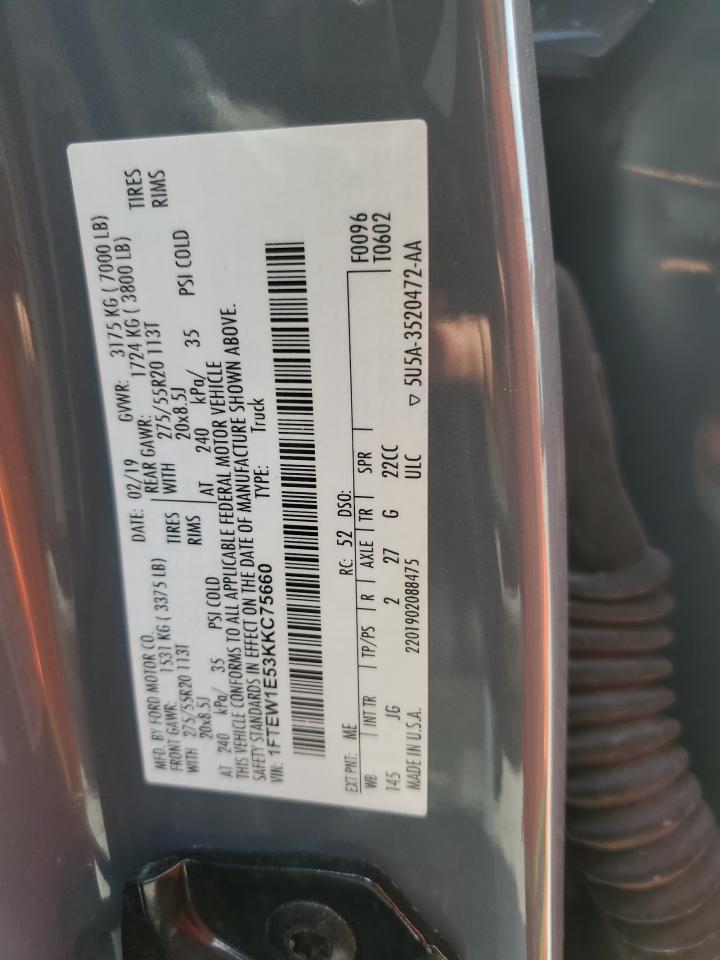 MFD. BY FORD MOTOR CO. DATE: 02/19 GVWR: 3175 KG ( 7000 LB)
FRONT GAWR: 1531 KG ( 3375 LB) REAR GAWR: 1724 KG ( 3800 LB)
WITH 275/55R20 113T TIRES WITH 275/55R20 113T TIRES
20x8.5J RIMS 20x8.5J RIMS
AT 240 kPa/ 35 PSI COLD AT 240 kPa/ 35 PSI COLD
THIS VEHICLE CONFORMS TO ALL APPLICABLE FEDERAL MOTOR VEHICLE
SAFETY STANDARDS IN EFFECT ON THE DATE OF MANUFACTURE SHOWN ABOVE.
VIN: 1FTEW1E53KKC75660 TYPE: Truck
EXT PNT: ME RC: 52 DSO: F0096
WB INT TR TP/PS R AXLE TR SPR T0602
145 JG 2 27 G 22CC
MADE IN U.S.A. 2201902088475 ULC ▽ 5U5A-3520472-AA